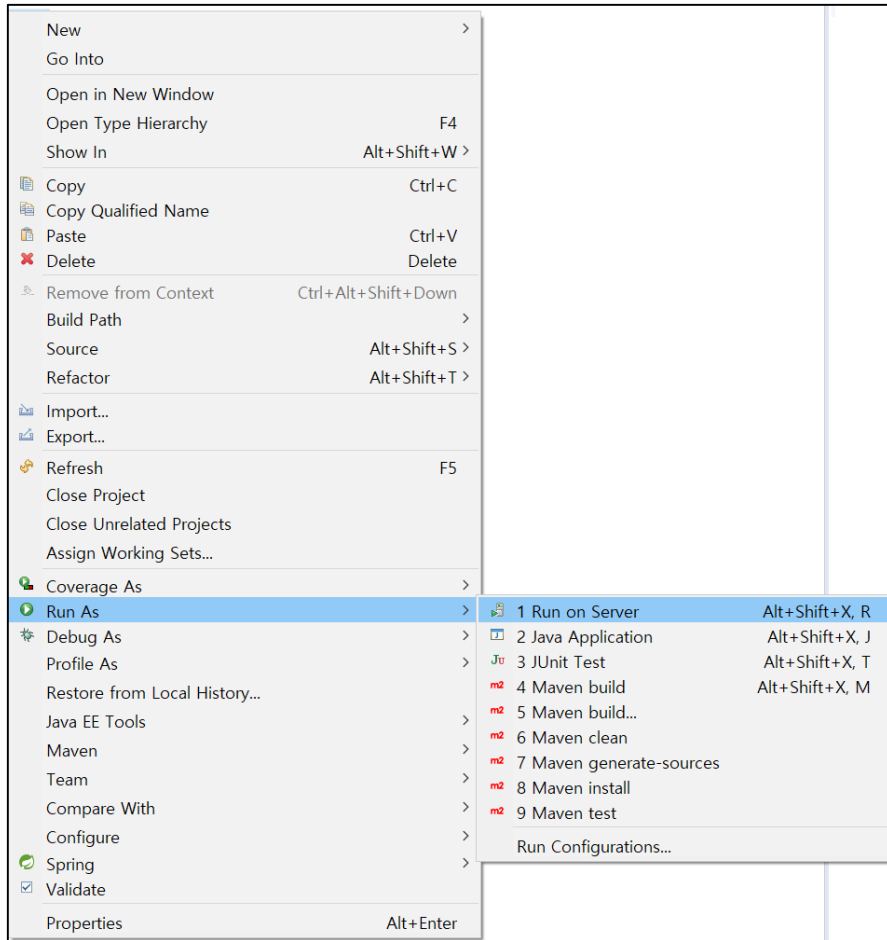 New
Go Into
Open in New Window
Open Type Hierarchy F4
Show In Alt+Shift+W >
Copy Ctrl+C
Copy Qualified Name
Paste Ctrl+V
Delete Delete
Remove from Context Ctrl+Alt+Shift+Down
Build Path
Source Alt+Shift+S >
Refactor Alt+Shift+T >
Import...
Export...
Refresh F5
Close Project
Close Unrelated Projects
Assign Working Sets...
Coverage As
Run As
Debug As
Profile As
Restore from Local History...
Java EE Tools
Maven
Team
Compare With
Configure
Spring
Validate
Properties Alt+Enter
1 Run on Server Alt+Shift+X, R
2 Java Application Alt+Shift+X, J
Ju 3 JUnit Test Alt+Shift+X, T
m2 4 Maven build Alt+Shift+X, M
m2 5 Maven build...
m2 6 Maven clean
m2 7 Maven generate-sources
m2 8 Maven install
m2 9 Maven test
Run Configurations...